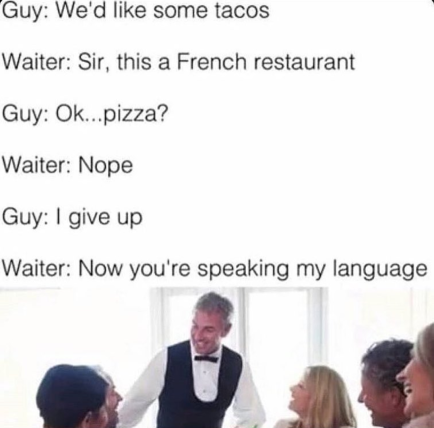 Guy: We'd like some tacos
Waiter: Sir, this a French restaurant
Guy: Ok...pizza?
Waiter: Nope
Guy: I give up
Waiter: Now you're speaking my language